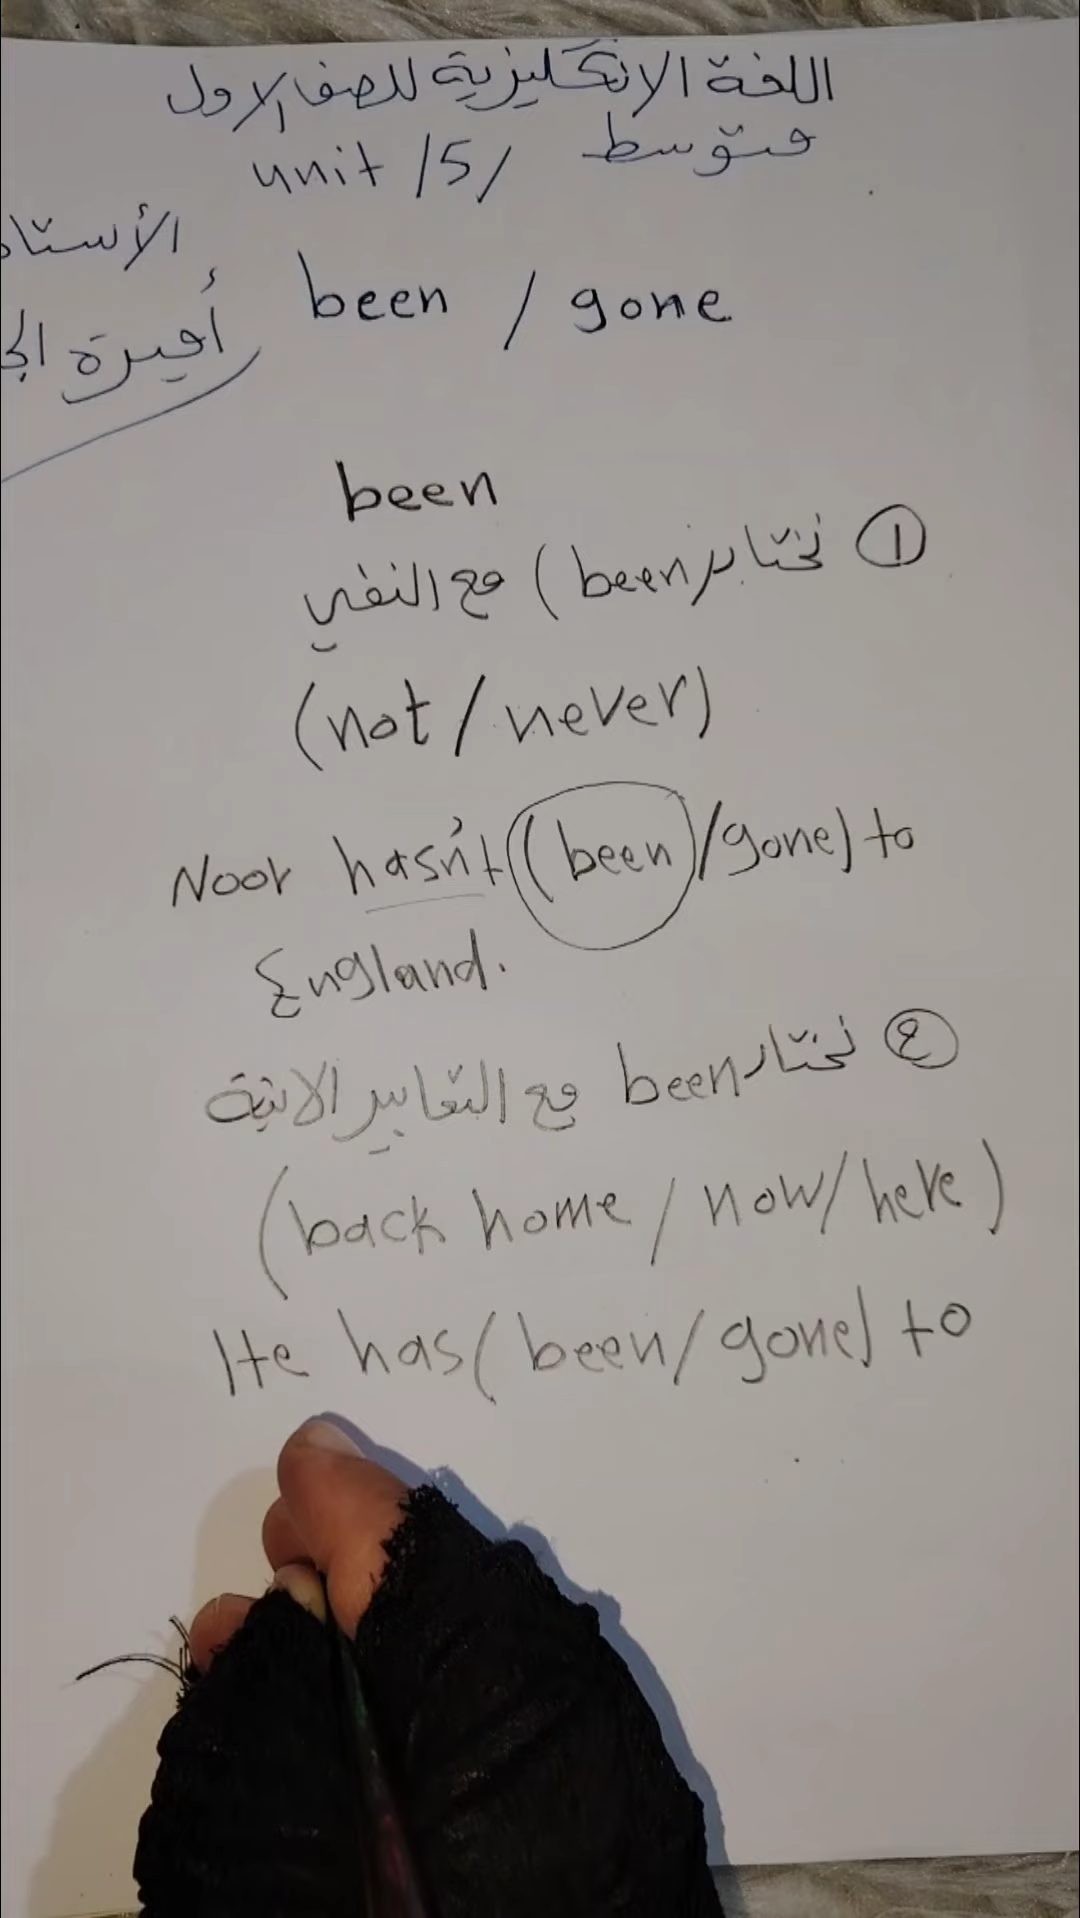 اللغة الانكليزية للصف الاول
متوسط unit /5/
أميرة
been / gone
been
① نختار been) مع النفي
(not / never)
Noor hasn't (been/gone) to
England.
② نختار been مع التعابير الاتية
(back home / now / here)
He has (been/gone) to